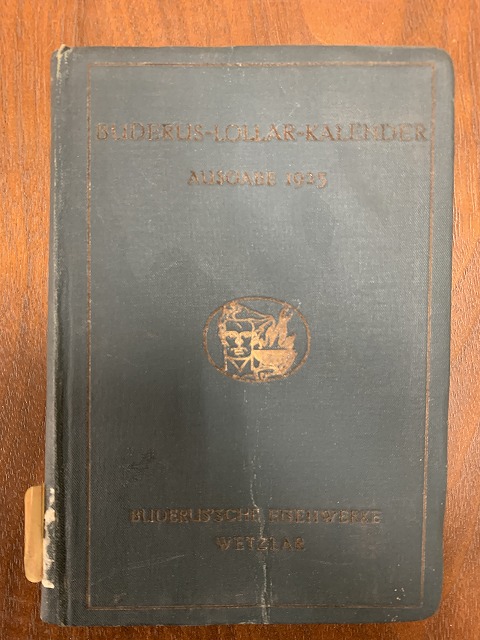 BUDERUS-LOLLAR-KALENDER
AUSGABE 1925
BUDERUS'SCHE EISENWERKE
WETZLAR